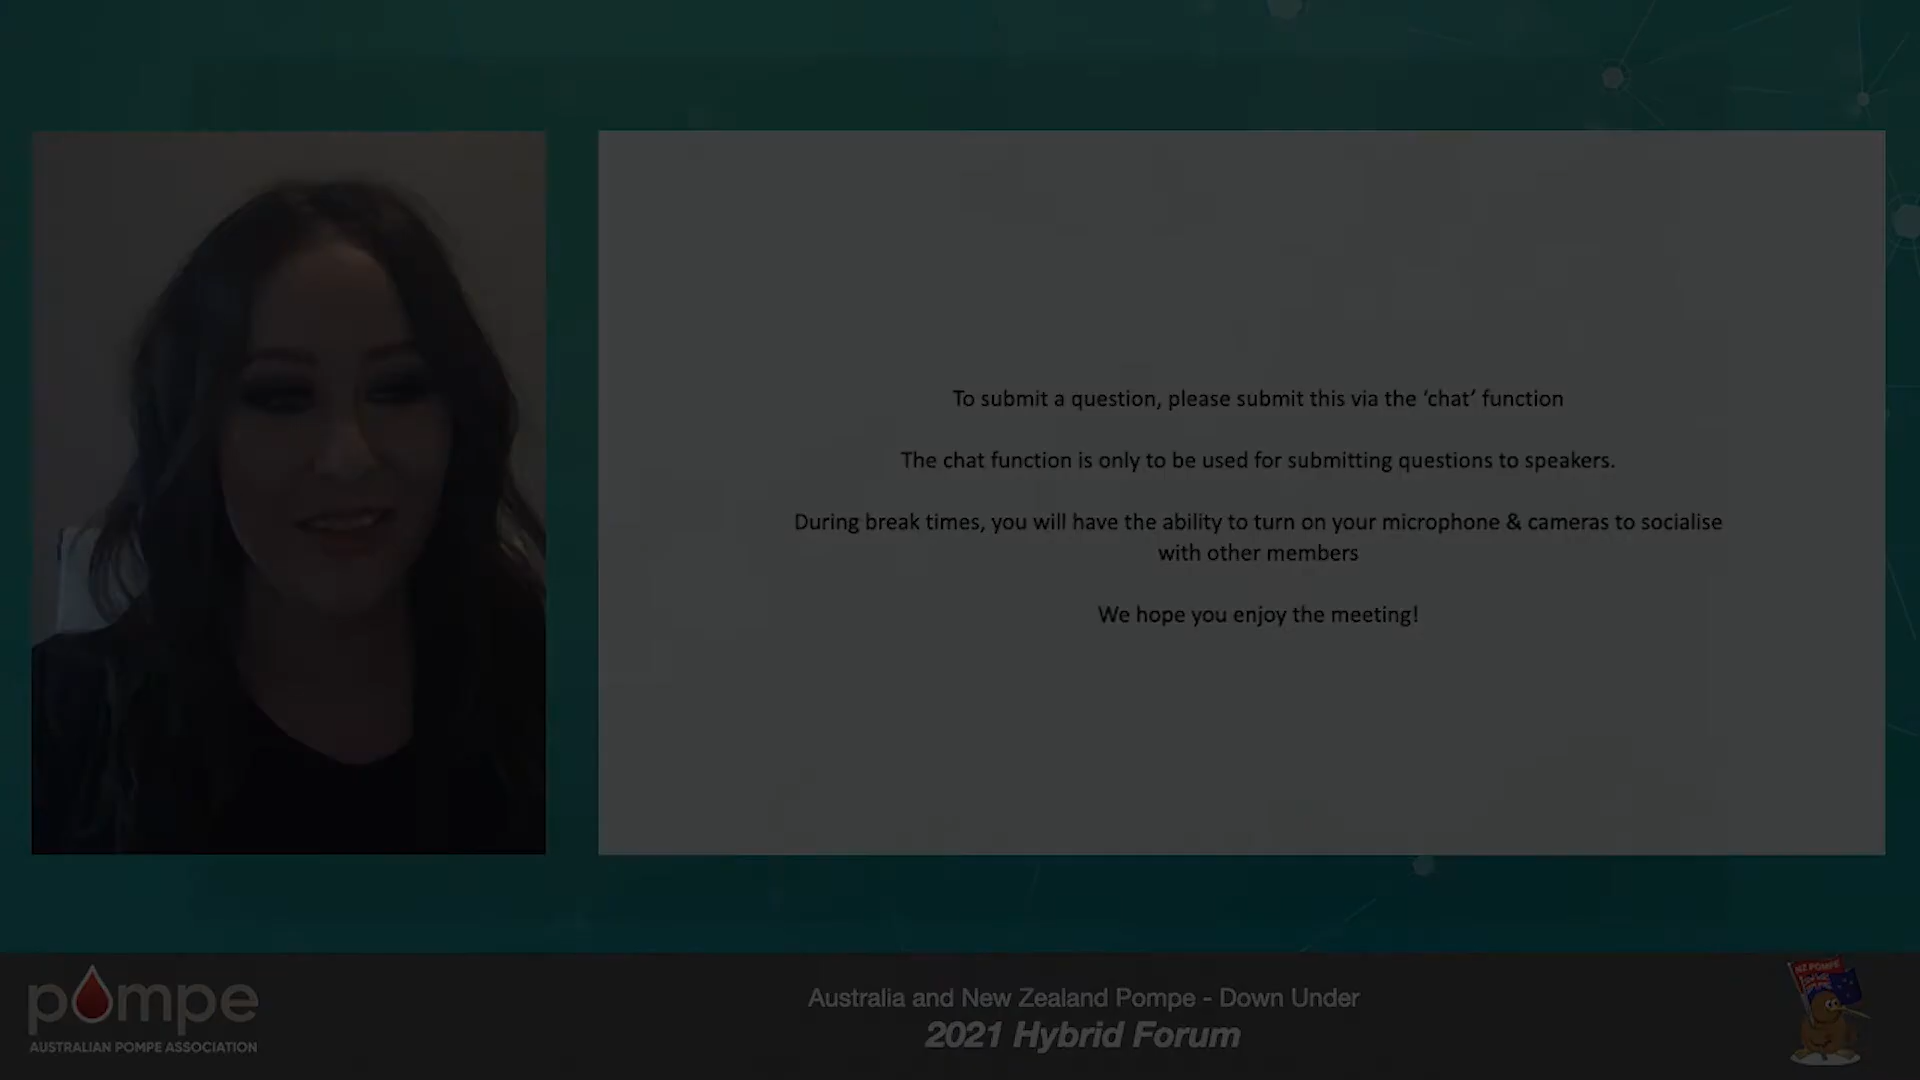 To submit a question, please submit this via the ‘chat’ function
The chat function is only to be used for submitting questions to speakers.
During break times, you will have the ability to turn on your microphone & cameras to socialise
with other members
We hope you enjoy the meeting!
pompe
AUSTRALIAN POMPE ASSOCIATION
Australia and New Zealand Pompe - Down Under
2021 Hybrid Forum
NZ POMPE